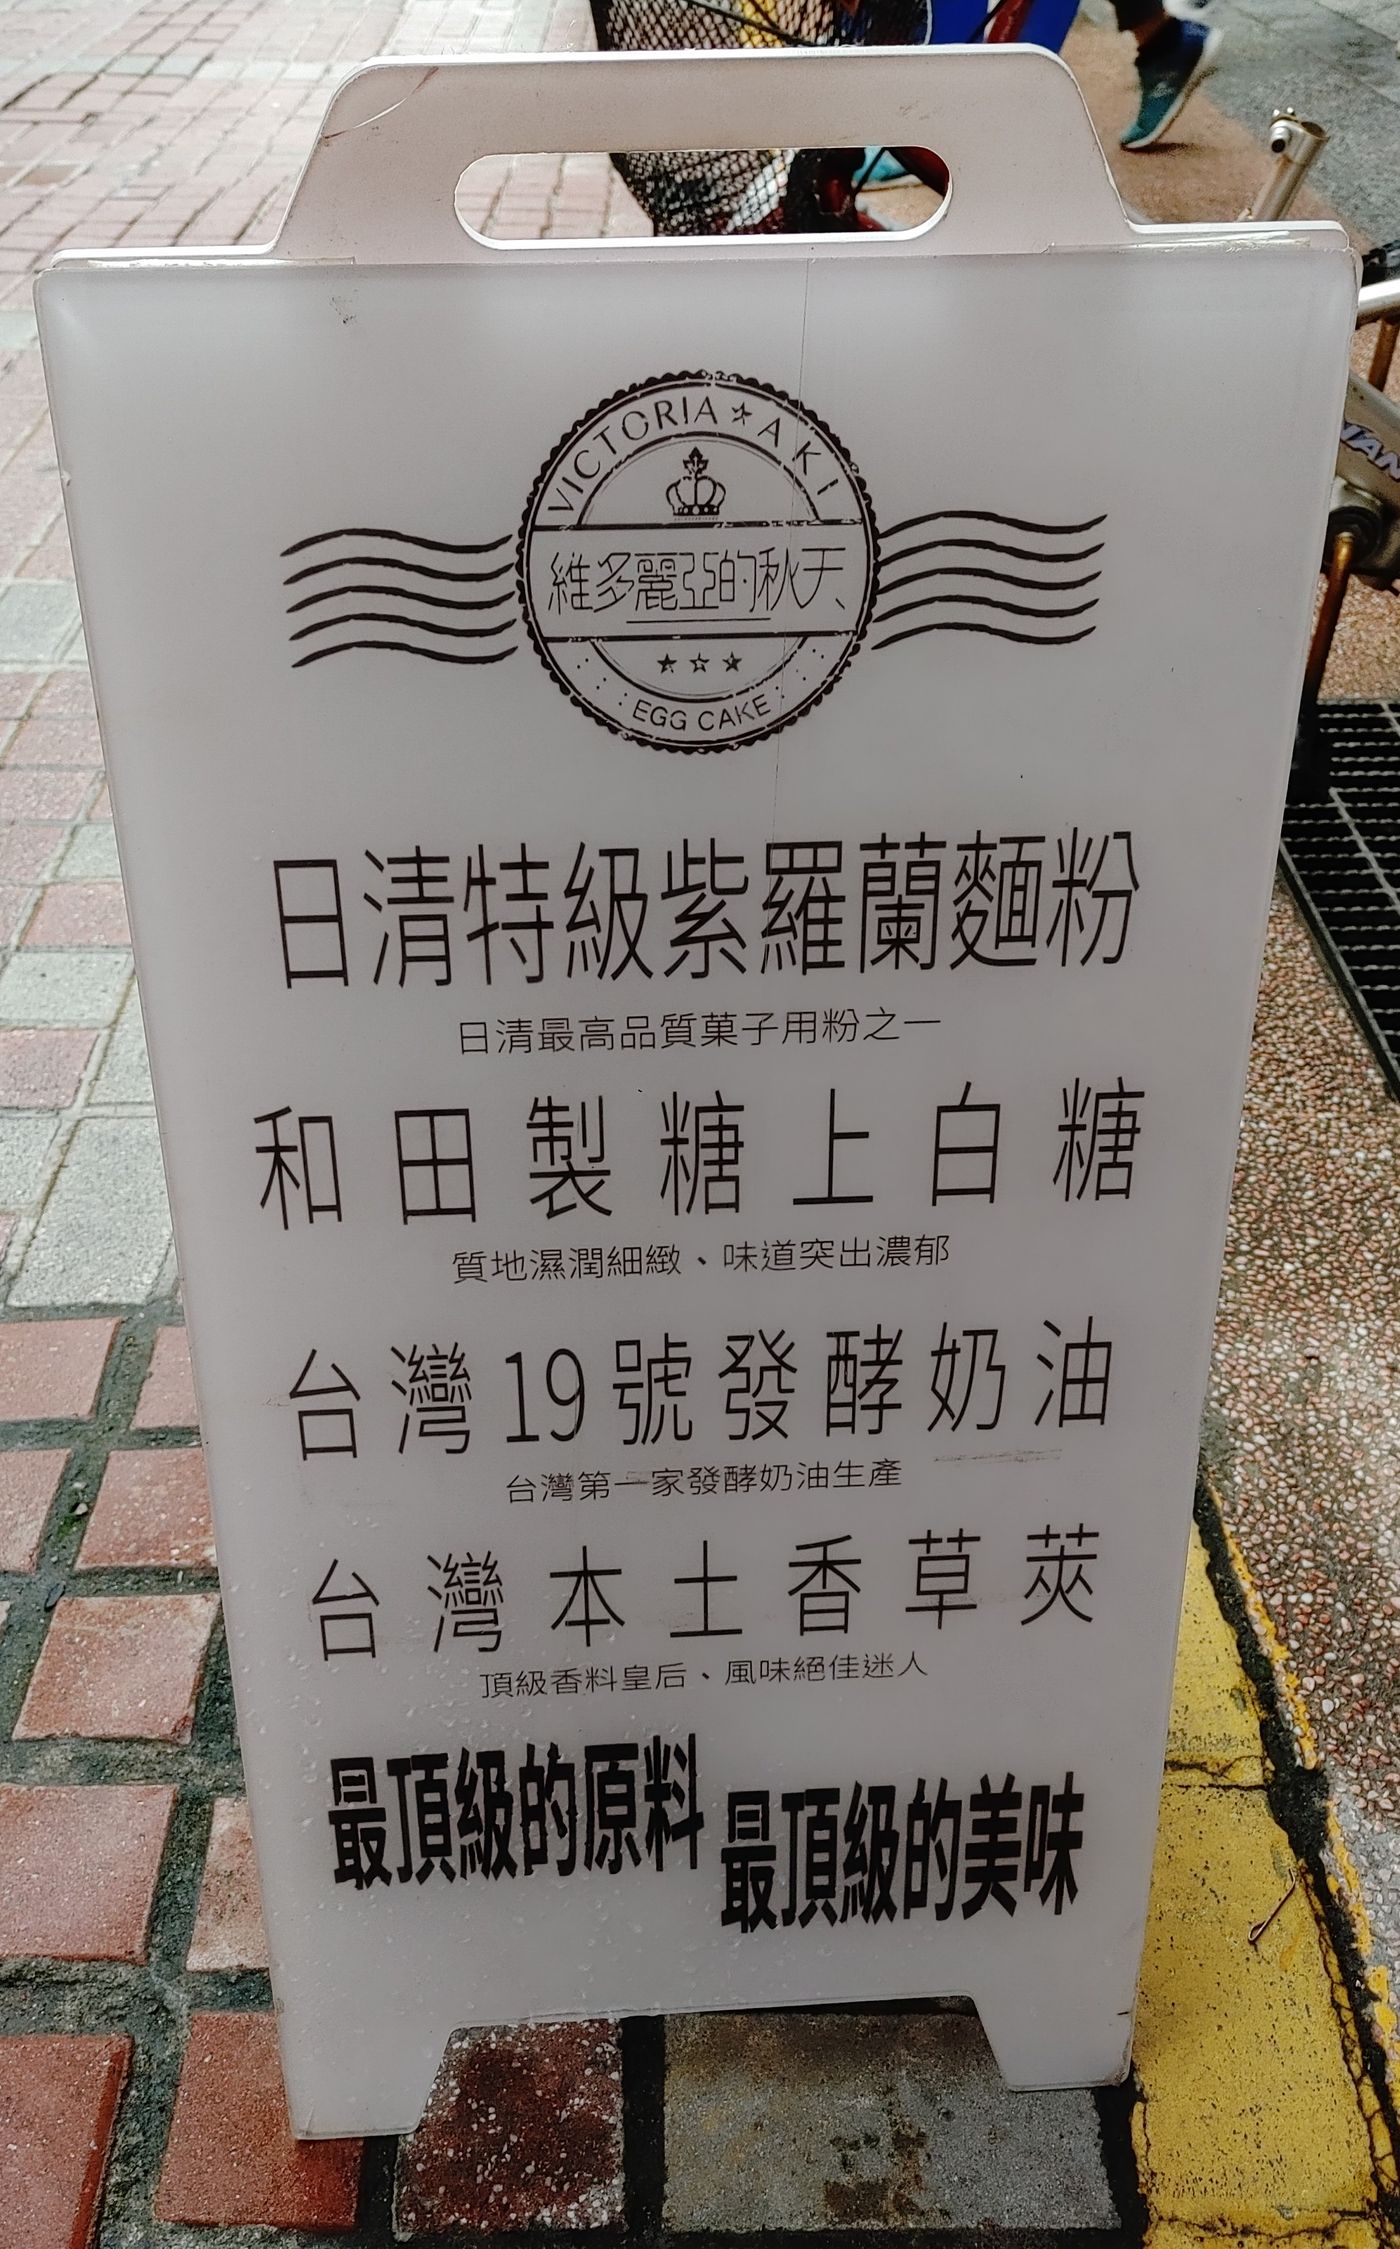 VICTORIA★AKI
維多麗亞的秋天
★☆★
EGG CAKE
日清特級紫羅蘭麵粉
日清最高品質菓子用粉之一
和田製糖上白糖
質地濕潤細緻、味道突出濃郁
台灣19號發酵奶油
台灣第一家發酵奶油生產
台灣本土香草莢
頂級香料皇后、風味絕佳迷人
最頂級的原料 最頂級的美味